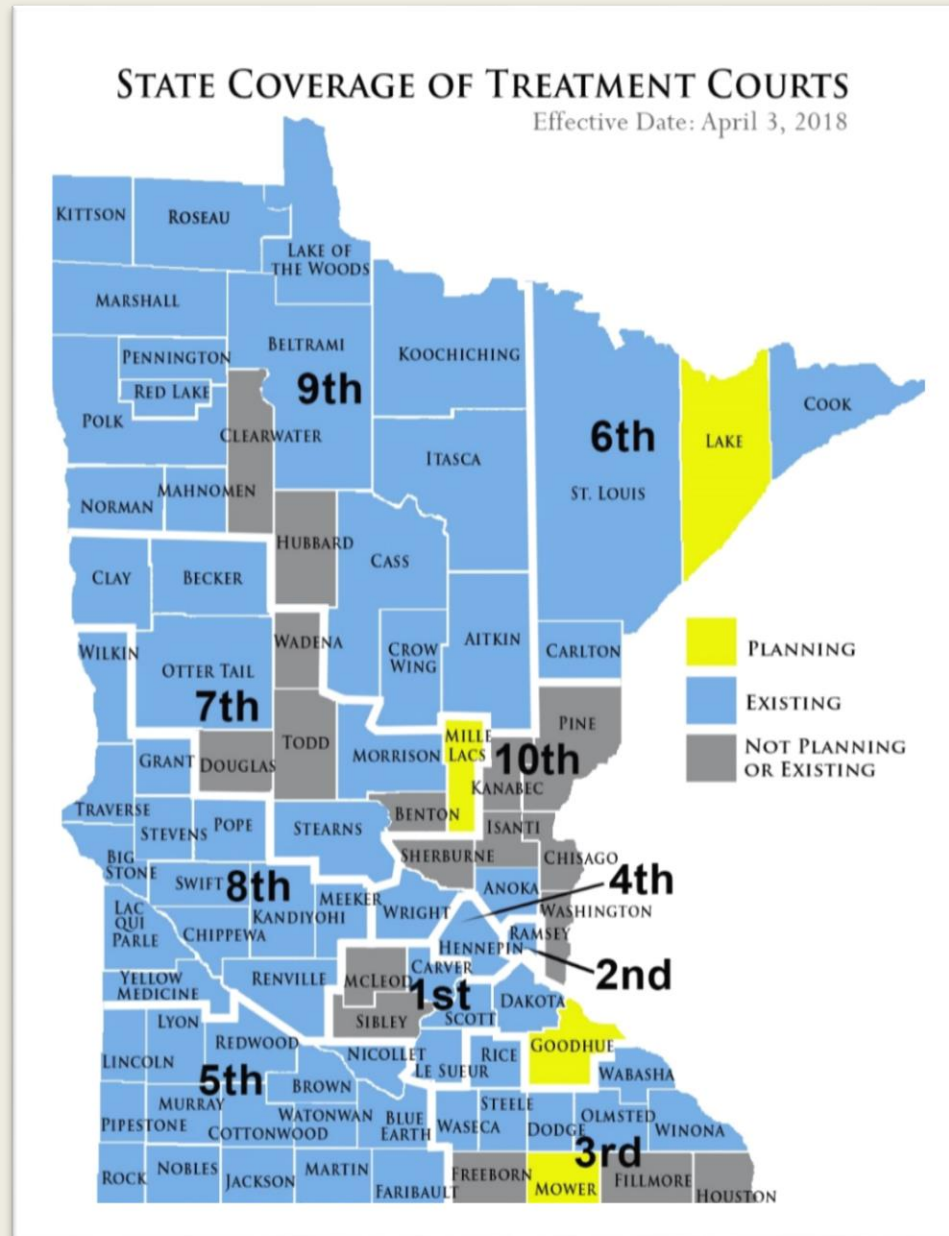 STATE COVERAGE OF TREATMENT COURTS
Effective Date: April 3, 2018
KITTSON
ROSEAU
LAKE OF
THE WOODS
MARSHALL
BELTRAMI
KOOCHICHING
PENNINGTON
9th
RED LAKE
POLK
CLEARWATER
6th
COOK
LAKE
ITASCA
ST. LOUIS
MAHNOMEN
NORMAN
HUBBARD
CASS
CLAY
BECKER
WADENA
AITKIN
CROW
WING
CARLTON
WILKIN
OTTER TAIL
7th
PLANNING
EXISTING
NOT PLANNING
OR EXISTING
PINE
MILLE
LACS
10th
TODD
MORRISON
GRANT
DOUGLAS
KANABEC
TRAVERSE
BENTON
STEVENS
POPE
STEARNS
ISANTI
BIG
STONE
SHERBURNE
CHISAGO
SWIFT
8th
ANOKA
4th
MEEKER
WRIGHT
KANDIYOHI
WASHINGTON
LAC
QUI
PARLE
CHIPPEWA
RAMSEY
HENNEPIN
2nd
CARVER
YELLOW
MEDICINE
RENVILLE
MCLEOD
1st
DAKOTA
SCOTT
SIBLEY
LYON
REDWOOD
GOODHUE
NICOLLET
RICE
LE SUEUR
LINCOLN
5th
BROWN
WABASHA
MURRAY
PIPESTONE
COTTONWOOD
WATONWAN
BLUE
EARTH
WASECA
STEELE
DODGE
OLMSTED
WINONA
3rd
ROCK
NOBLES
JACKSON
MARTIN
FARIBAULT
FREEBORN
MOWER
FILLMORE
HOUSTON